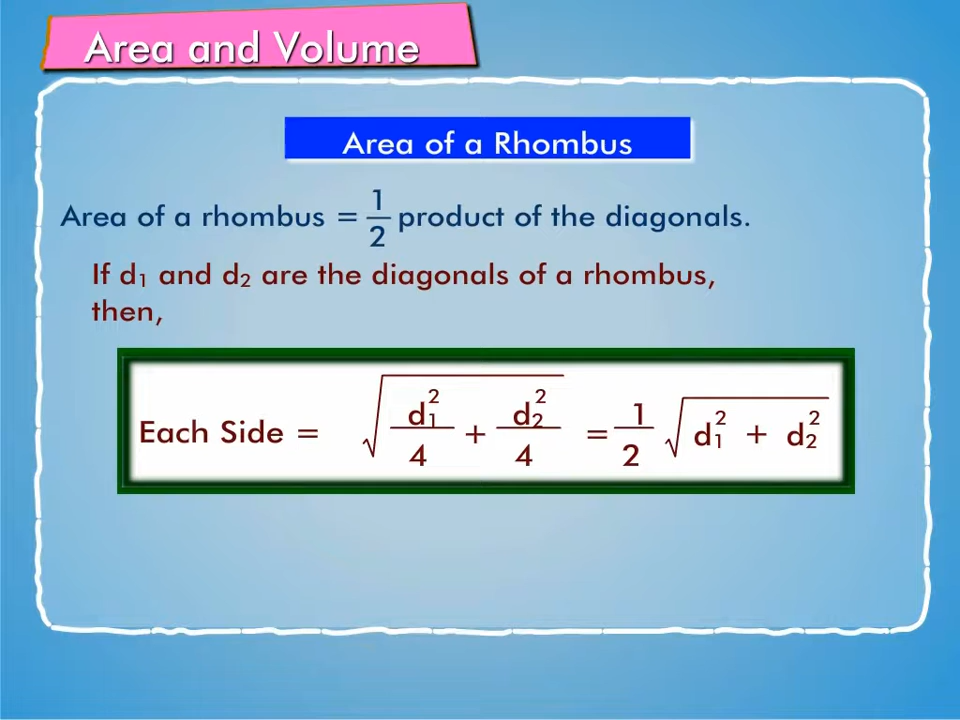 Area and Volume
Area of a Rhombus
Area of a rhombus = 1/2 product of the diagonals.
If d₁ and d₂ are the diagonals of a rhombus,
then,
Each Side = √(d₁²/4 + d₂²/4) = 1/2 √(d₁² + d₂²)